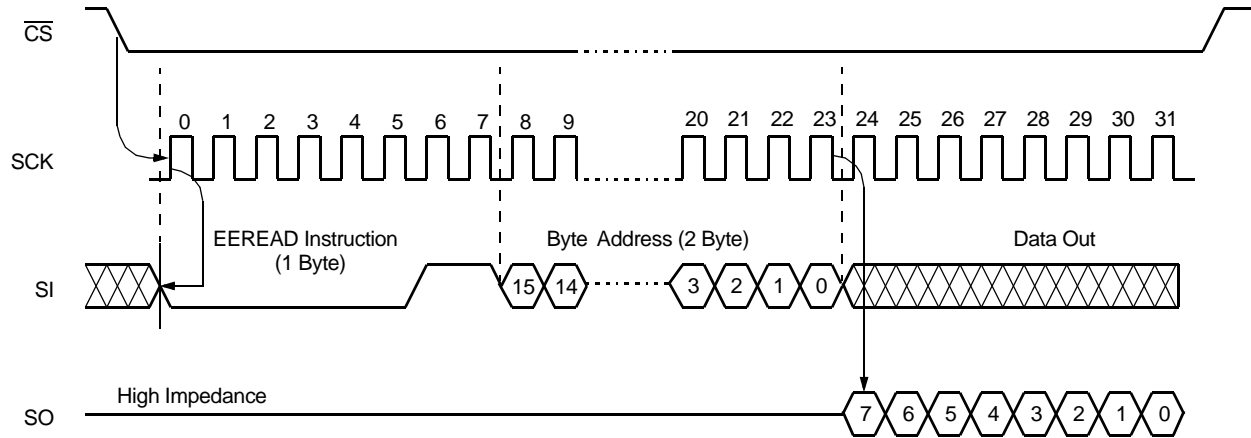 CS
0 1 2 3 4 5 6 7 8 9 20 21 22 23 24 25 26 27 28 29 30 31
SCK
EEREAD Instruction
(1 Byte)
Byte Address (2 Byte)
Data Out
SI
15 14 3 2 1 0
High Impedance
SO
7 6 5 4 3 2 1 0